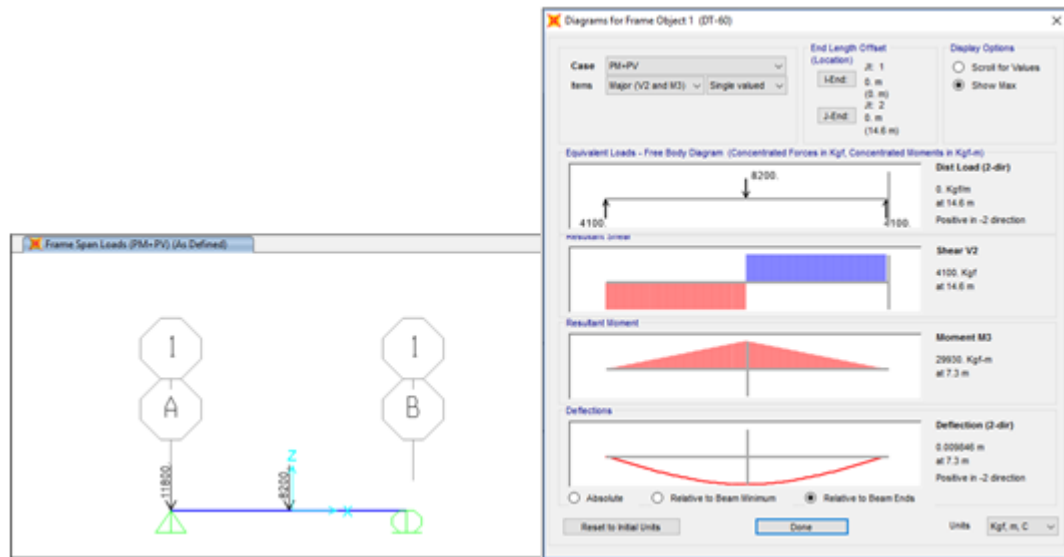 Frame Span Loads (PM+PV) (As Defined)
1
1
A
B
11800.
8200.
Z
X
Diagrams for Frame Object 1 (DT-60)
Case
PM+PV
Items
Major (V2 and M3)
Single valued
End Length Offset
(Location)
I-End:
Jt: 1
0. m
(0. m)
J-End:
Jt: 2
0. m
(14.6 m)
Display Options
Scroll for Values
Show Max
Equivalent Loads - Free Body Diagram (Concentrated Forces in Kgf, Concentrated Moments in Kgf-m)
8200.
4100.
4100.
Dist Load (2-dir)
0. Kgf/m
at 14.6 m
Positive in -2 direction
Resultant Shear
Shear V2
4100. Kgf
at 14.6 m
Resultant Moment
Moment M3
29930. Kgf-m
at 7.3 m
Deflections
Deflection (2-dir)
0.009846 m
at 7.3 m
Positive in -2 direction
Absolute
Relative to Beam Minimum
Relative to Beam Ends
Reset to Initial Units
Done
Units
Kgf, m, C